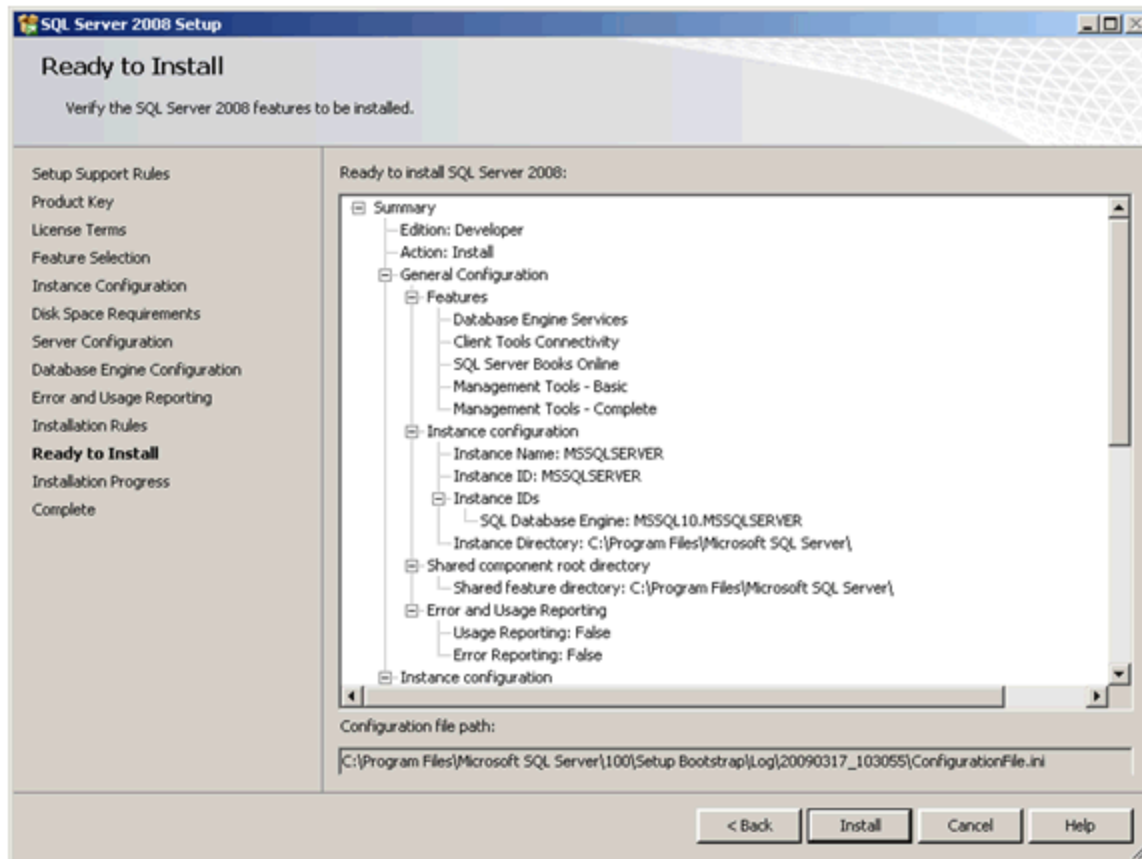 SQL Server 2008 Setup
Ready to Install
Verify the SQL Server 2008 features to be installed.
Setup Support Rules
Product Key
License Terms
Feature Selection
Instance Configuration
Disk Space Requirements
Server Configuration
Database Engine Configuration
Error and Usage Reporting
Installation Rules
Ready to Install
Installation Progress
Complete
Ready to install SQL Server 2008:
Summary
Edition: Developer
Action: Install
General Configuration
Features
Database Engine Services
Client Tools Connectivity
SQL Server Books Online
Management Tools - Basic
Management Tools - Complete
Instance configuration
Instance Name: MSSQLSERVER
Instance ID: MSSQLSERVER
Instance IDs
SQL Database Engine: MSSQL10.MSSQLSERVER
Instance Directory: C:\Program Files\Microsoft SQL Server\
Shared component root directory
Shared feature directory: C:\Program Files\Microsoft SQL Server\
Error and Usage Reporting
Usage Reporting: False
Error Reporting: False
Instance configuration
Configuration file path:
C:\Program Files\Microsoft SQL Server\100\Setup Bootstrap\Log\20090317_103055\ConfigurationFile.ini
< Back
Install
Cancel
Help